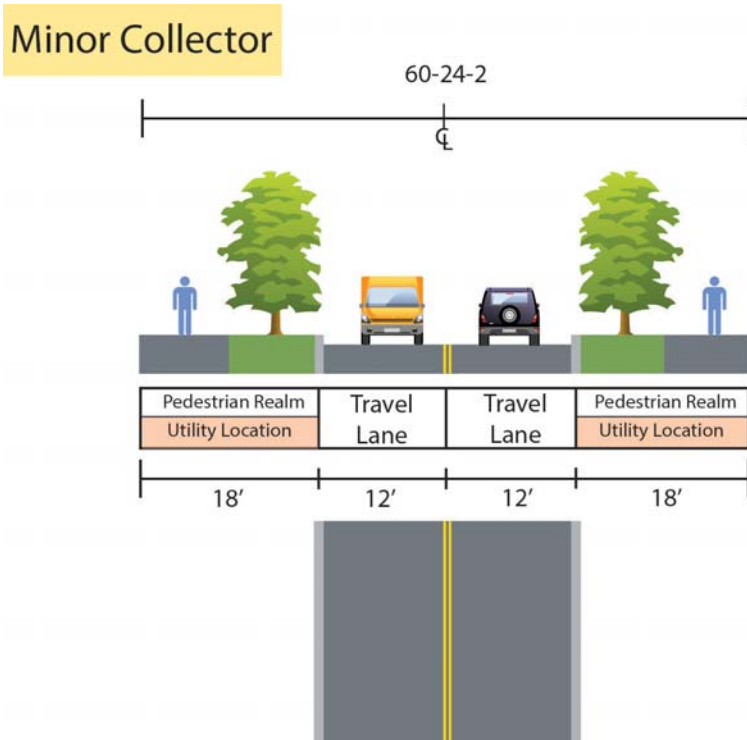 Minor Collector
60-24-2
℄
Pedestrian Realm
Utility Location
Travel
Lane
Travel
Lane
Pedestrian Realm
Utility Location
18’
12’
12’
18’